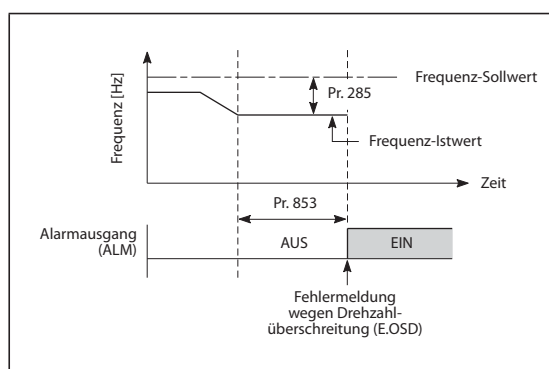 Frequenz [Hz]
Frequenz-Sollwert
Pr. 285
Frequenz-Istwert
Zeit
Pr. 853
Alarmausgang
(ALM)
AUS
EIN
Fehlermeldung
wegen Drehzahl-
überschreitung (E.OSD)